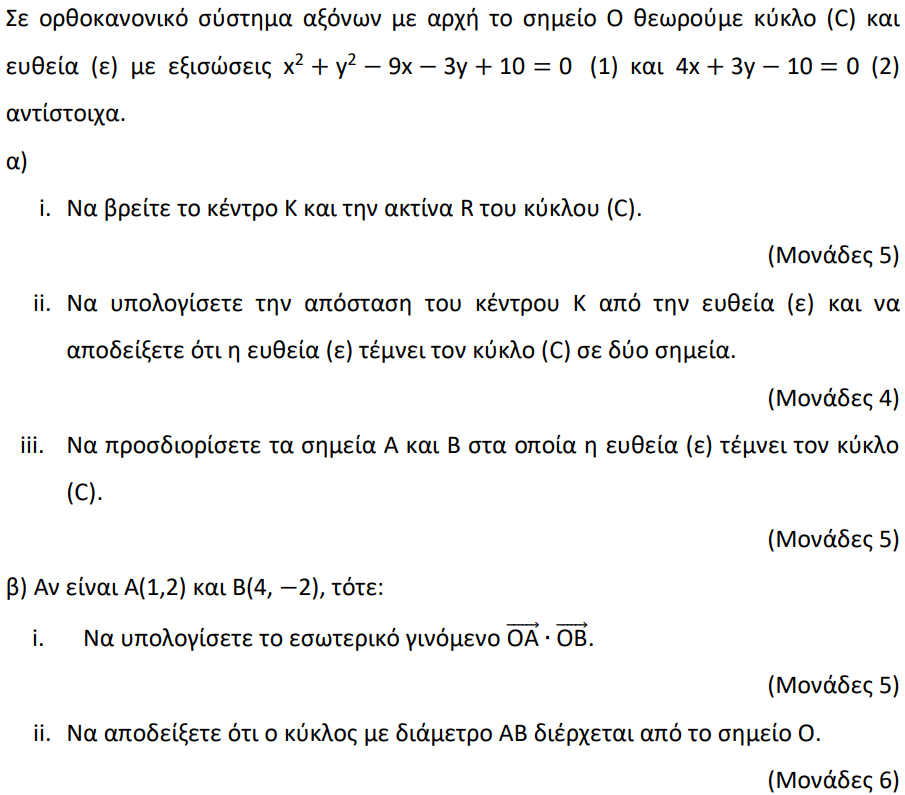 Σε ορθοκανονικό σύστημα αξόνων με αρχή το σημείο Ο θεωρούμε κύκλο (C) και
ευθεία (ε) με εξισώσεις x² + y² − 9x − 3y + 10 = 0 (1) και 4x + 3y − 10 = 0 (2)
αντίστοιχα.
α)
i. Να βρείτε το κέντρο Κ και την ακτίνα R του κύκλου (C).
(Μονάδες 5)
ii. Να υπολογίσετε την απόσταση του κέντρου Κ από την ευθεία (ε) και να
αποδείξετε ότι η ευθεία (ε) τέμνει τον κύκλο (C) σε δύο σημεία.
(Μονάδες 4)
iii. Να προσδιορίσετε τα σημεία Α και Β στα οποία η ευθεία (ε) τέμνει τον κύκλο
(C).
(Μονάδες 5)
β) Αν είναι Α(1,2) και Β(4, −2), τότε:
i. Να υπολογίσετε το εσωτερικό γινόμενο $\overrightarrow{ΟΑ} \cdot \overrightarrow{ΟΒ}$.
(Μονάδες 5)
ii. Να αποδείξετε ότι ο κύκλος με διάμετρο ΑΒ διέρχεται από το σημείο Ο.
(Μονάδες 6)